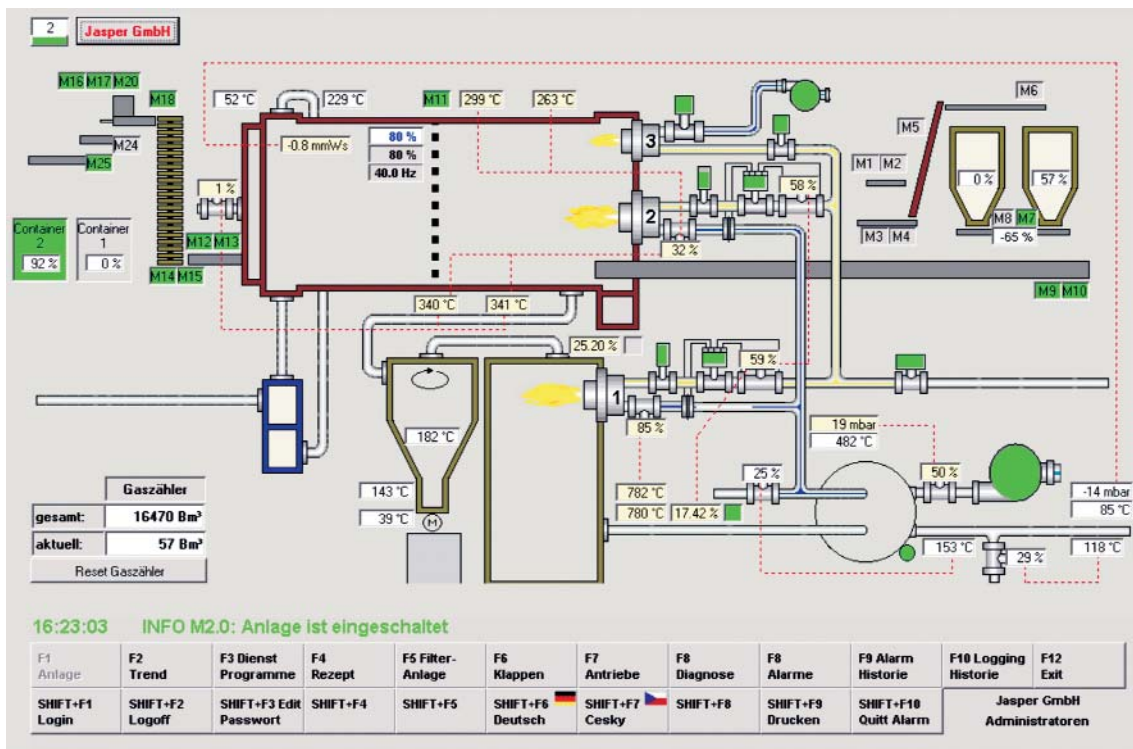 2
Jasper GmbH
M16 M17 M20
M18
52 °C
229 °C
M11
299 °C
263 °C
M6
M5
M24
M25
-0.8 mmWs
80 %
80 %
40.0 Hz
3
M1 M2
0 %
57 %
1 %
58 %
2
M8 M7
-65 %
M3 M4
Container
2
92 %
Container
1
0 %
M12 M13
32 %
M14 M15
M9 M10
340 °C
341 °C
25.20 %
59 %
1
85 %
19 mbar
482 °C
182 °C
25 %
50 %
143 °C
39 °C
M
782 °C
780 °C
17.42 %
-14 mbar
85 °C
153 °C
29 %
118 °C
Gaszähler
gesamt:
16470 Bm³
aktuell:
57 Bm³
Reset Gaszähler
16:23:03 INFO M2.0: Anlage ist eingeschaltet
F1
Anlage
F2
Trend
F3 Dienst
Programme
F4
Rezept
F5 Filter-
Anlage
F6
Klappen
F7
Antriebe
F8
Diagnose
F8
Alarme
F9 Alarm
Historie
F10 Logging
Historie
F12
Exit
SHIFT+F1
Login
SHIFT+F2
Logoff
SHIFT+F3 Edit
Passwort
SHIFT+F4
SHIFT+F5
SHIFT+F6
Deutsch
SHIFT+F7
Cesky
SHIFT+F8
SHIFT+F9
Drucken
SHIFT+F10
Quitt Alarm
Jasper GmbH
Administratoren